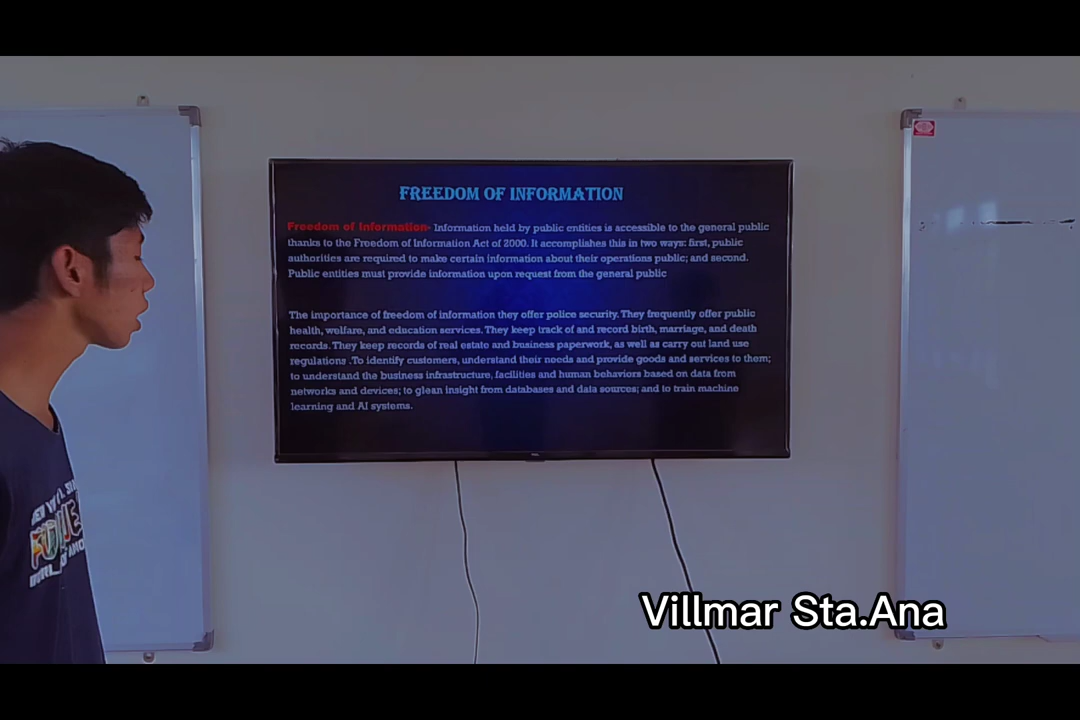 FREEDOM OF INFORMATION
Freedom of Information- Information held by public entities is accessible to the general public
thanks to the Freedom of Information Act of 2000. It accomplishes this in two ways: first, public
authorities are required to make certain information about their operations public; and second.
Public entities must provide information upon request from the general public
The importance of freedom of information they offer police security. They frequently offer public
health, welfare, and education services. They keep track of and record birth, marriage, and death
records. They keep records of real estate and business paperwork, as well as carry out land use
regulations .To identify customers, understand their needs and provide goods and services to them;
to understand the business infrastructure, facilities and human behaviors based on data from
networks and devices; to glean insight from databases and data sources; and to train machine
learning and AI systems.
Villmar Sta.Ana